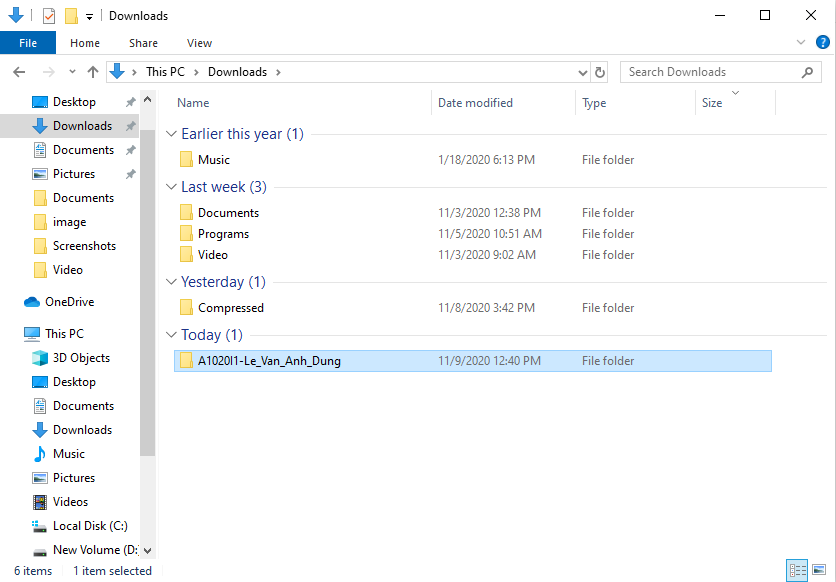 Downloads
File Home Share View
This PC Downloads Search Downloads
Name Date modified Type Size
Desktop
Downloads
Documents
Pictures
Documents
image
Screenshots
Video
OneDrive
This PC
3D Objects
Desktop
Documents
Downloads
Music
Pictures
Videos
Local Disk (C:)
New Volume (D:
Earlier this year (1)
Music 1/18/2020 6:13 PM File folder
Last week (3)
Documents 11/3/2020 12:38 PM File folder
Programs 11/5/2020 10:51 AM File folder
Video 11/3/2020 9:02 AM File folder
Yesterday (1)
Compressed 11/8/2020 3:42 PM File folder
Today (1)
A1020I1-Le_Van_Anh_Dung 11/9/2020 12:40 PM File folder
6 items 1 item selected